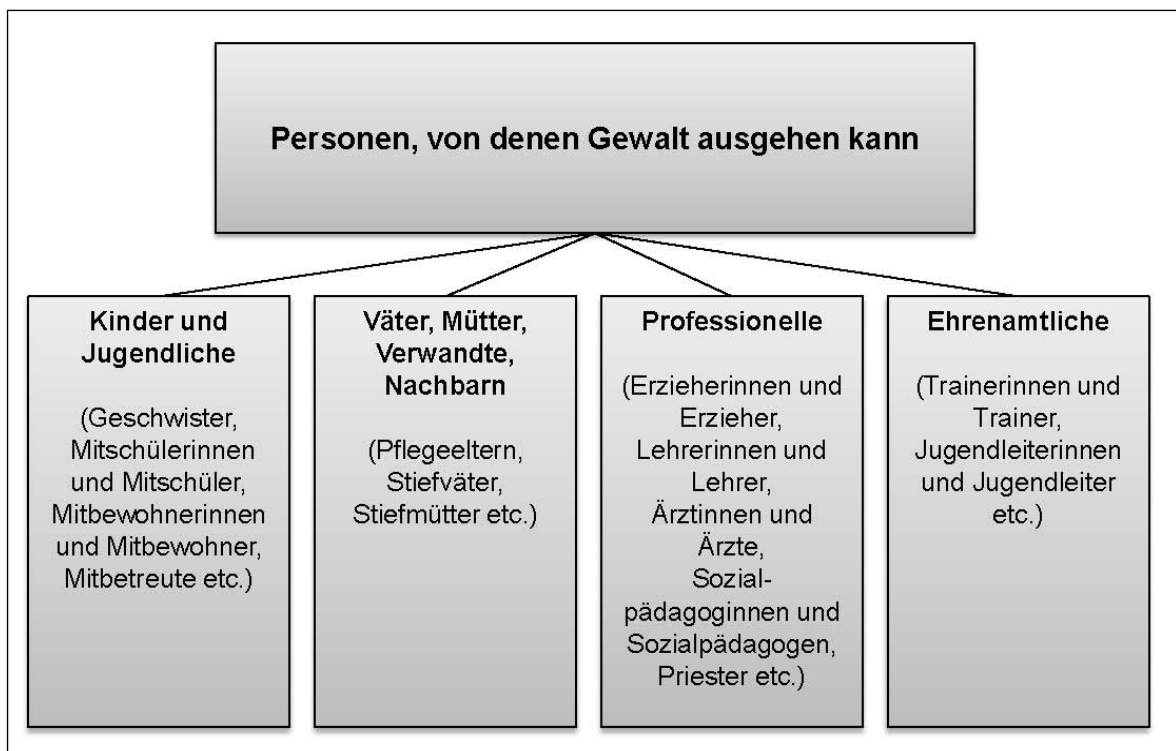 Personen, von denen Gewalt ausgehen kann
Kinder und
Jugendliche
(Geschwister,
Mitschülerinnen
und Mitschüler,
Mitbewohnerinnen
und Mitbewohner,
Mitbetreute etc.)
Väter, Mütter,
Verwandte,
Nachbarn
(Pflegeeltern,
Stiefväter,
Stiefmütter etc.)
Professionelle
(Erzieherinnen und
Erzieher,
Lehrerinnen und
Lehrer,
Ärztinnen und
Ärzte,
Sozial-
pädagoginnen und
Sozialpädagogen,
Priester etc.)
Ehrenamtliche
(Trainerinnen und
Trainer,
Jugendleiterinnen
und Jugendleiter
etc.)